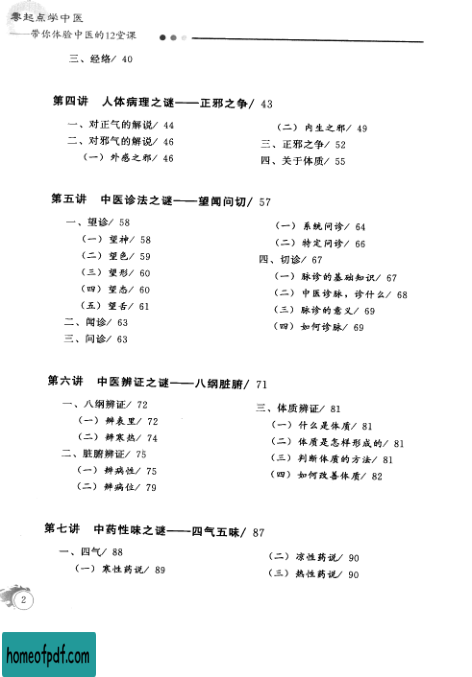 零起点学中医
——带你体验中医的12堂课
三、经络/ 40
第四讲 人体病理之谜——正邪之争/ 43
一、对正气的解说/ 44
二、对邪气的解说/ 46
（一）外感之邪/ 46
（二）内生之邪/ 49
三、正邪之争/ 52
四、关于体质/ 55
第五讲 中医诊法之谜——望闻问切/ 57
一、望诊/ 58
（一）望神/ 58
（二）望色/ 59
（三）望形/ 60
（四）望态/ 60
（五）望舌/ 61
二、闻诊/ 63
三、问诊/ 63
（一）系统问诊/ 64
（二）特定问诊/ 66
四、切诊/ 67
（一）脉诊的基础知识/ 67
（二）中医诊脉，诊什么/ 68
（三）脉诊的意义/ 69
（四）如何诊脉/ 69
第六讲 中医辨证之谜——八纲脏腑/ 71
一、八纲辨证/ 72
（一）辨表里/ 72
（二）辨寒热/ 74
二、脏腑辨证/ 75
（一）辨病性/ 75
（二）辨病位/ 79
三、体质辨证/ 81
（一）什么是体质/ 81
（二）体质是怎样形成的/ 81
（三）判断体质的方法/ 81
（四）如何改善体质/ 82
第七讲 中药性味之谜——四气五味/ 87
一、四气/ 88
（一）寒性药说/ 89
（二）凉性药说/ 90
（三）热性药说/ 90
2
homeofpdf.com